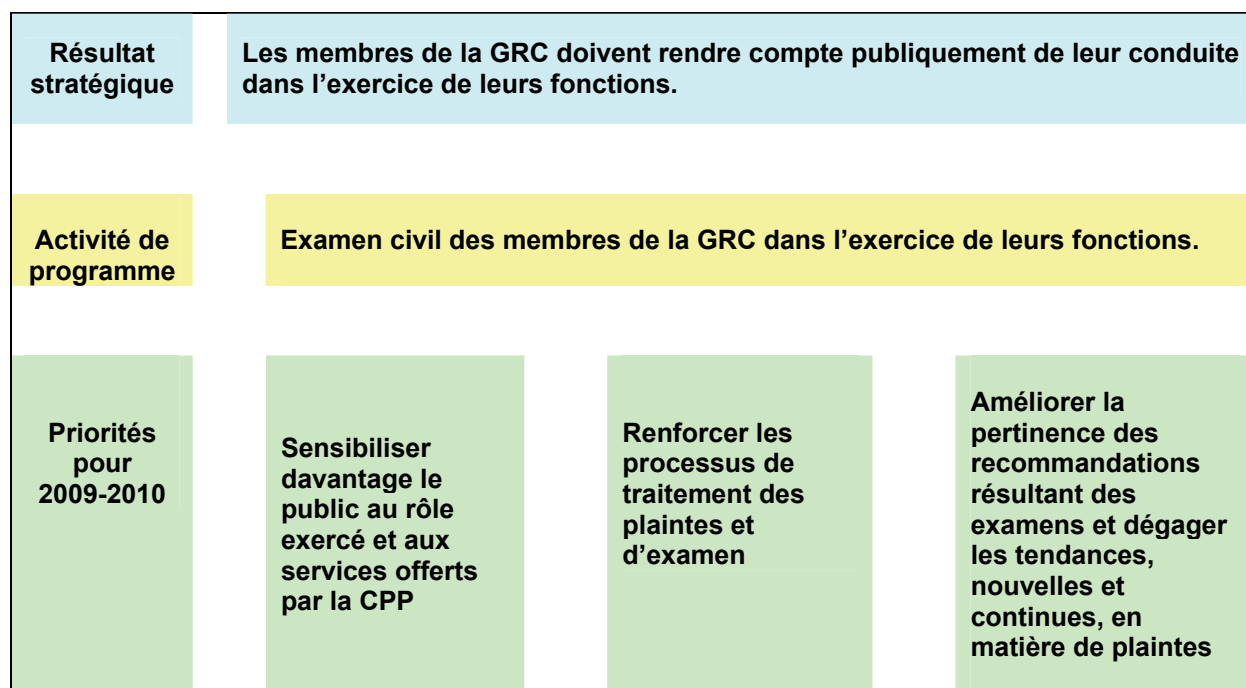 Résultat
stratégique
Les membres de la GRC doivent rendre compte publiquement de leur conduite
dans l’exercice de leurs fonctions.
Activité de
programme
Examen civil des membres de la GRC dans l’exercice de leurs fonctions.
Priorités
pour
2009-2010
Sensibiliser
davantage le
public au rôle
exercé et aux
services offerts
par la CPP
Renforcer les
processus de
traitement des
plaintes et
d’examen
Améliorer la
pertinence des
recommandations
résultant des
examens et dégager
les tendances,
nouvelles et
continues, en
matière de plaintes